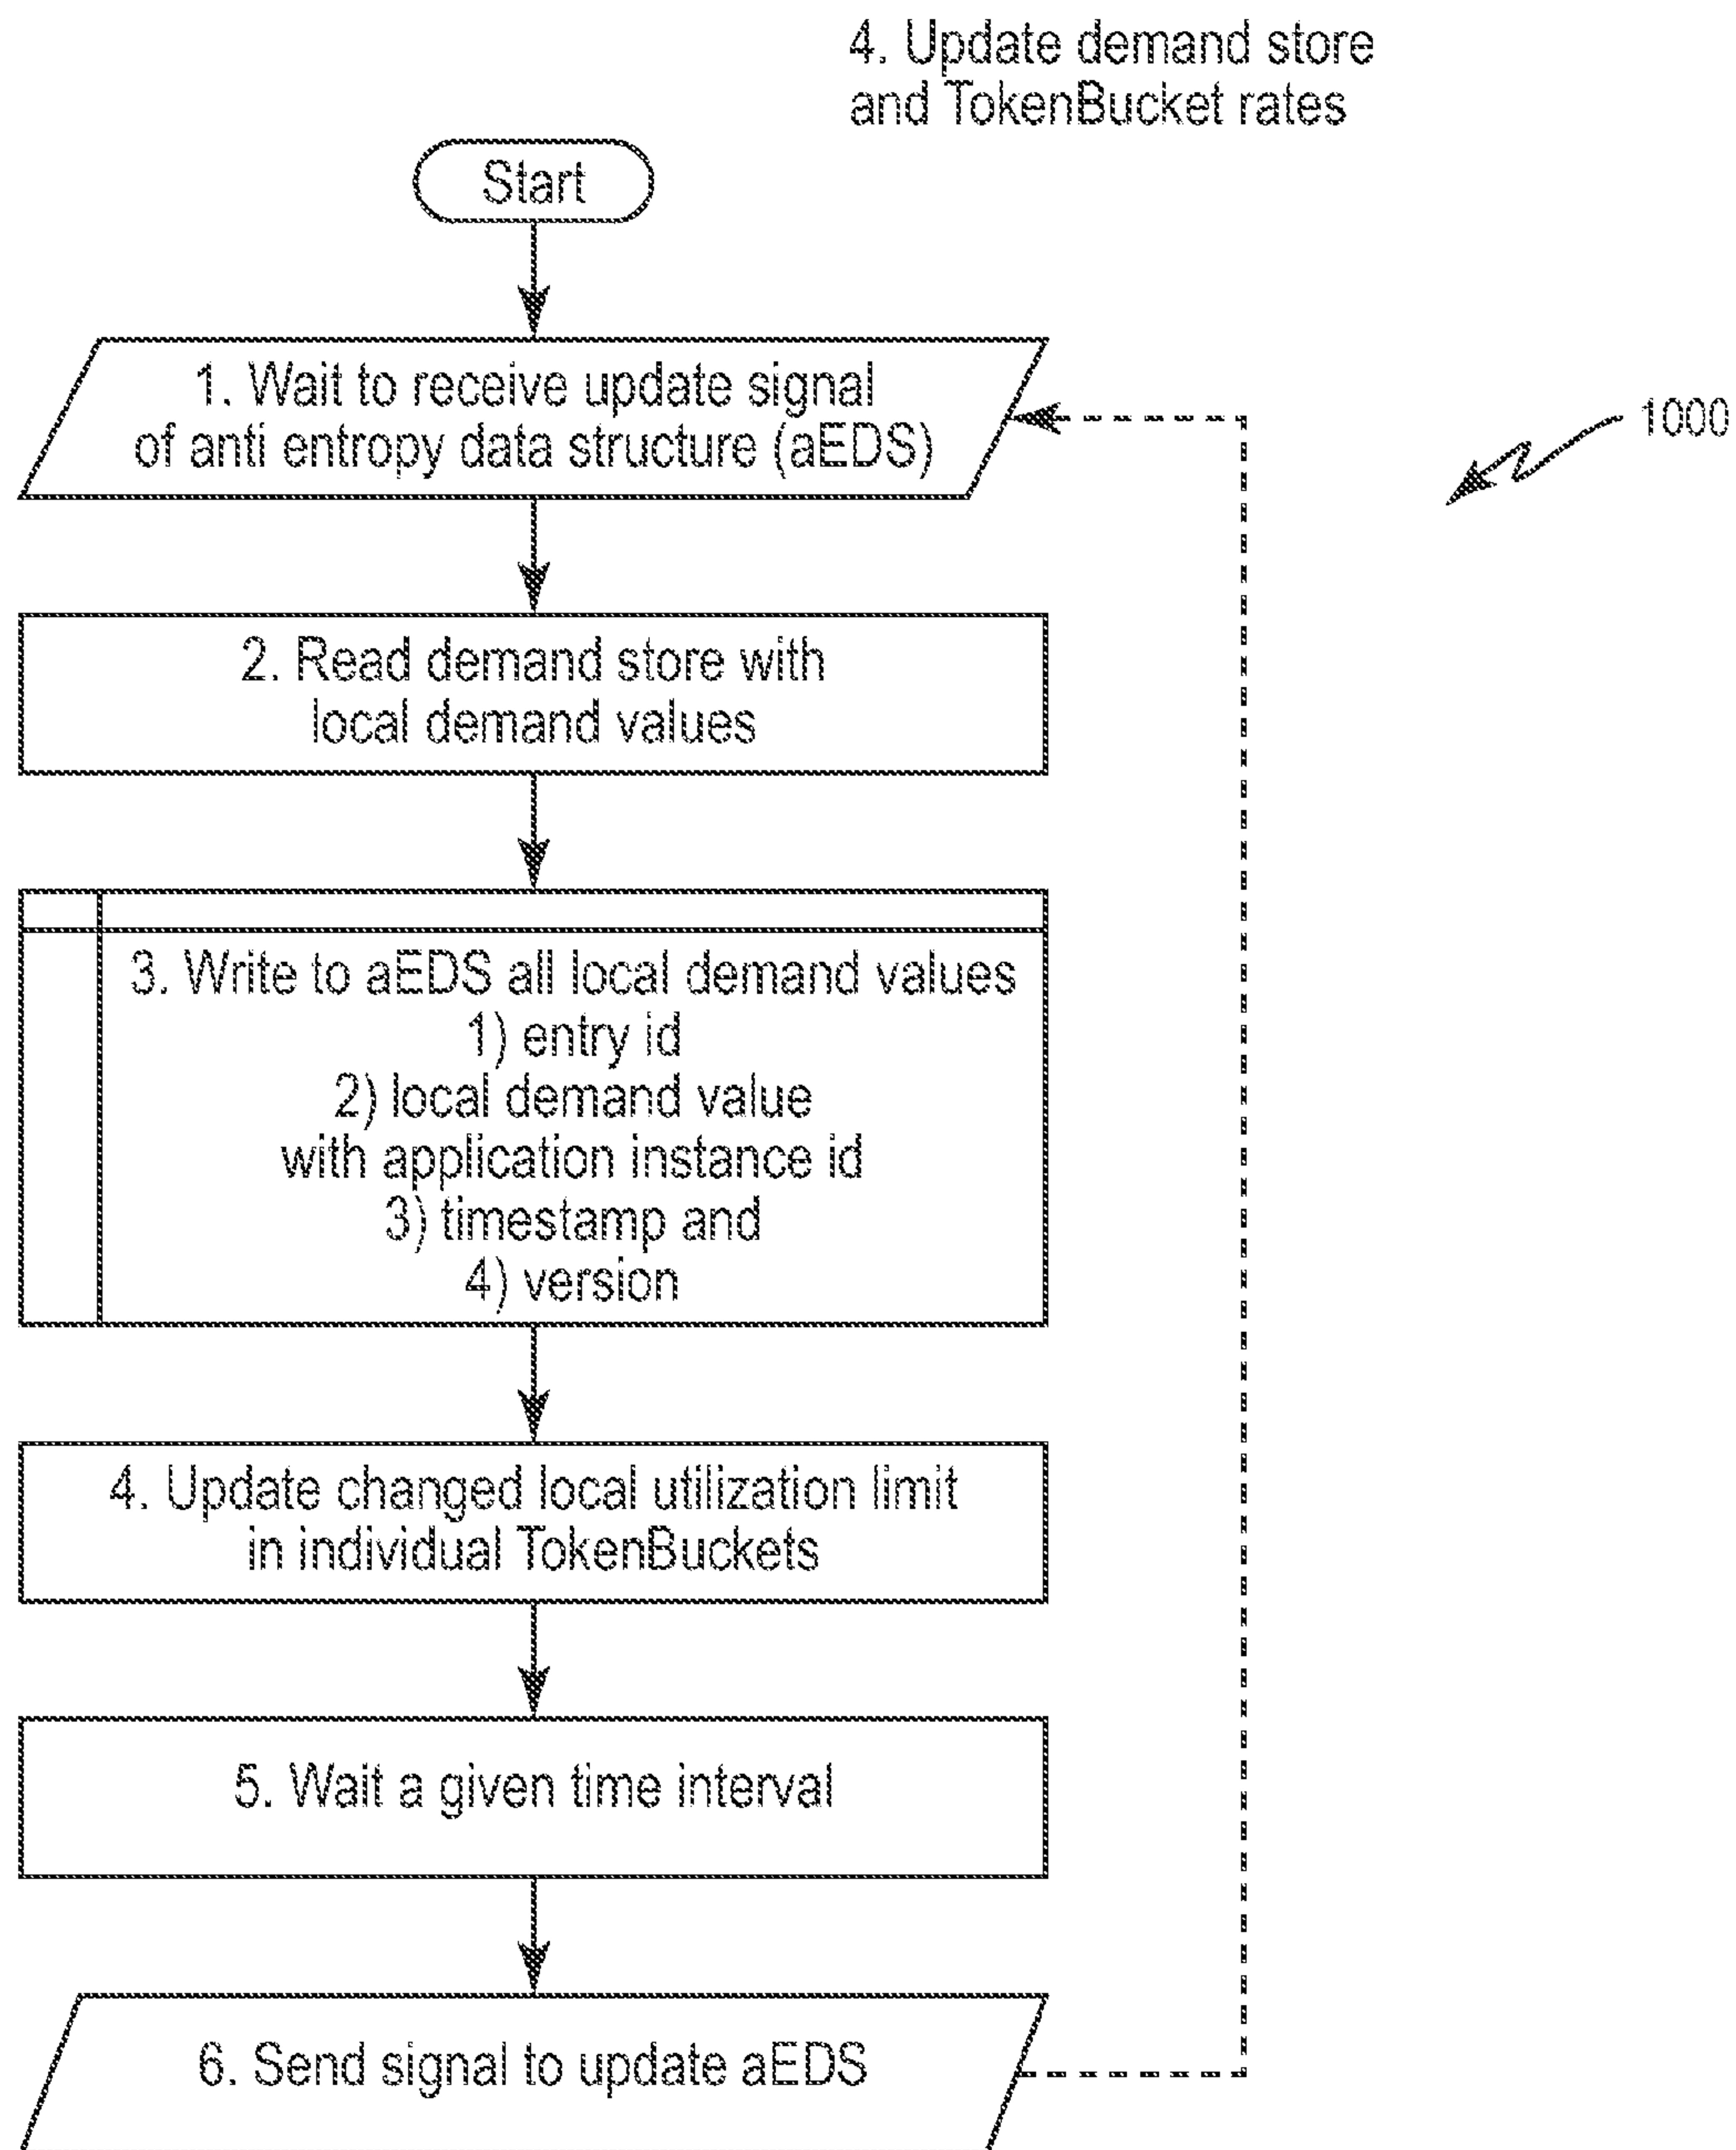 4. Update demand store
and TokenBucket rates
Start
1. Wait to receive update signal
of anti entropy data structure (aEDS)
1000
2. Read demand store with
local demand values
3. Write to aEDS all local demand values
1) entry id
2) local demand value
with application instance id
3) timestamp and
4) version
4. Update changed local utilization limit
in individual TokenBuckets
5. Wait a given time interval
6. Send signal to update aEDS